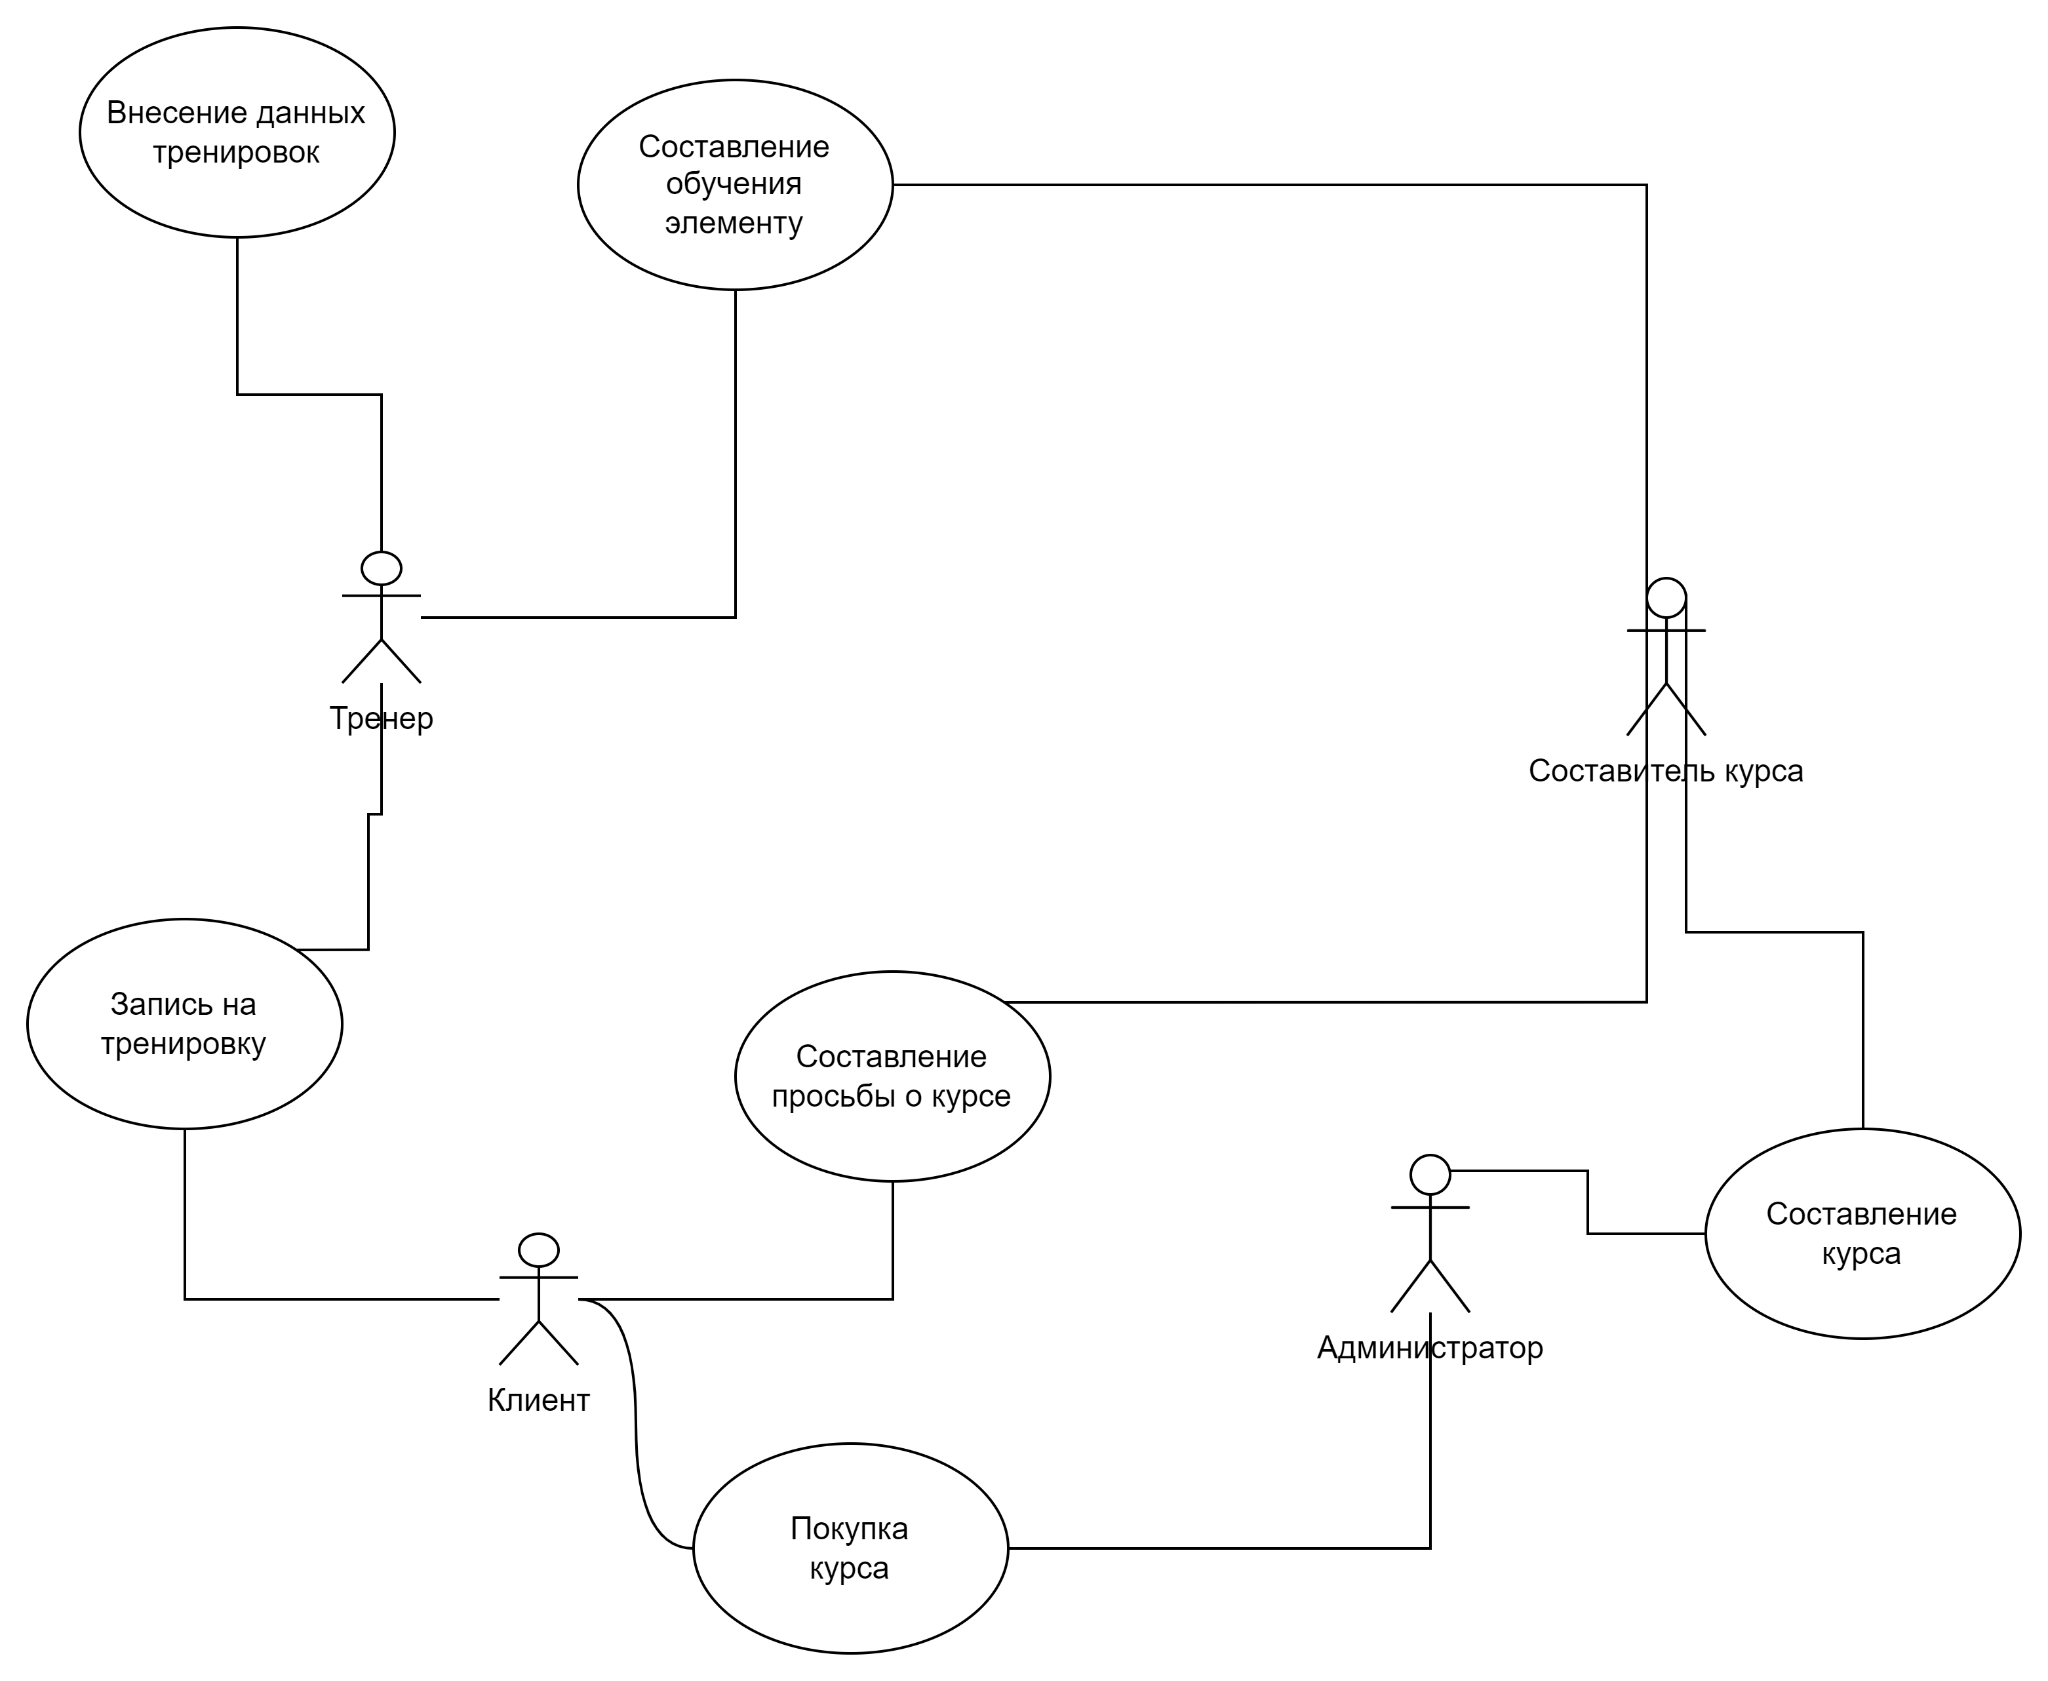 Внесение данных
тренировок
Составление
обучения
элементу
Тренер
Составитель курса
Запись на
тренировку
Составление
просьбы о курсе
Составление
курса
Администратор
Клиент
Покупка
курса